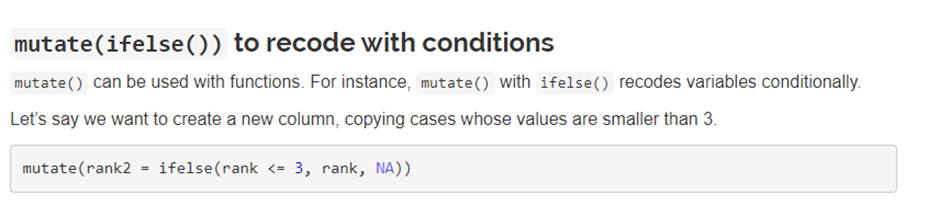 mutate(ifelse()) to recode with conditions
mutate() can be used with functions. For instance, mutate() with ifelse() recodes variables conditionally.
Let’s say we want to create a new column, copying cases whose values are smaller than 3.
mutate(rank2 = ifelse(rank <= 3, rank, NA))